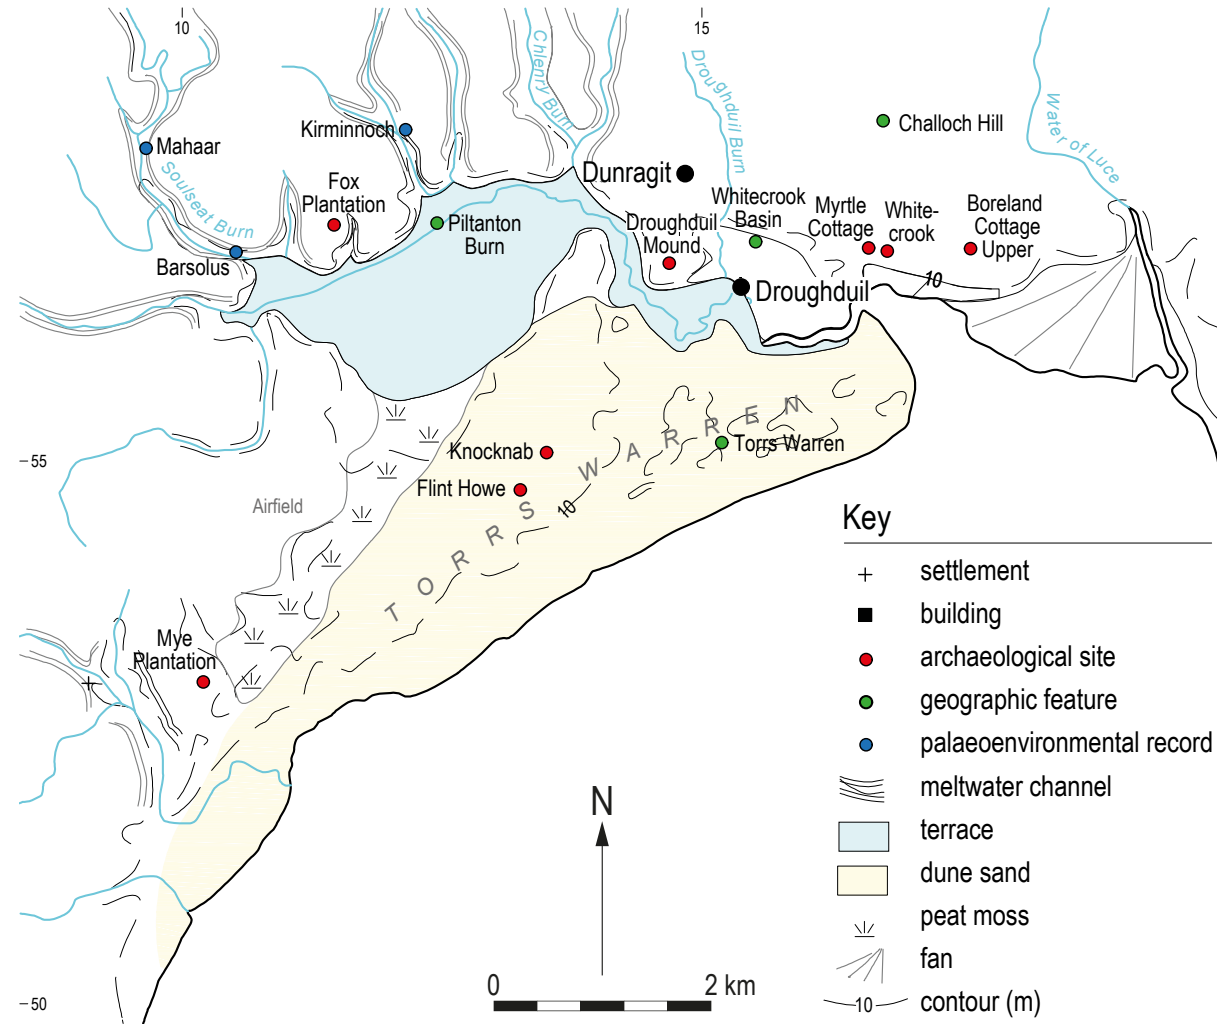 10
15
Chlenry Burn
Droughduil Burn
Water of Luce
Challoch Hill
Kirminnoch
Mahaar
Soulseat Burn
Dunragit
Fox
Plantation
Whitecrook
Basin
Myrtle
Cottage
White-
crook
Boreland
Cottage
Upper
Piltanton
Burn
Droughduil
Mound
Barsolus
10
Droughduil
TORRS WARREN
Torrs Warren
Knocknab
55
Flint Howe
Airfield
10
Mye
Plantation
Key
settlement
building
archaeological site
geographic feature
palaeoenvironmental record
meltwater channel
terrace
dune sand
peat moss
fan
10
contour (m)
N
0
2 km
50